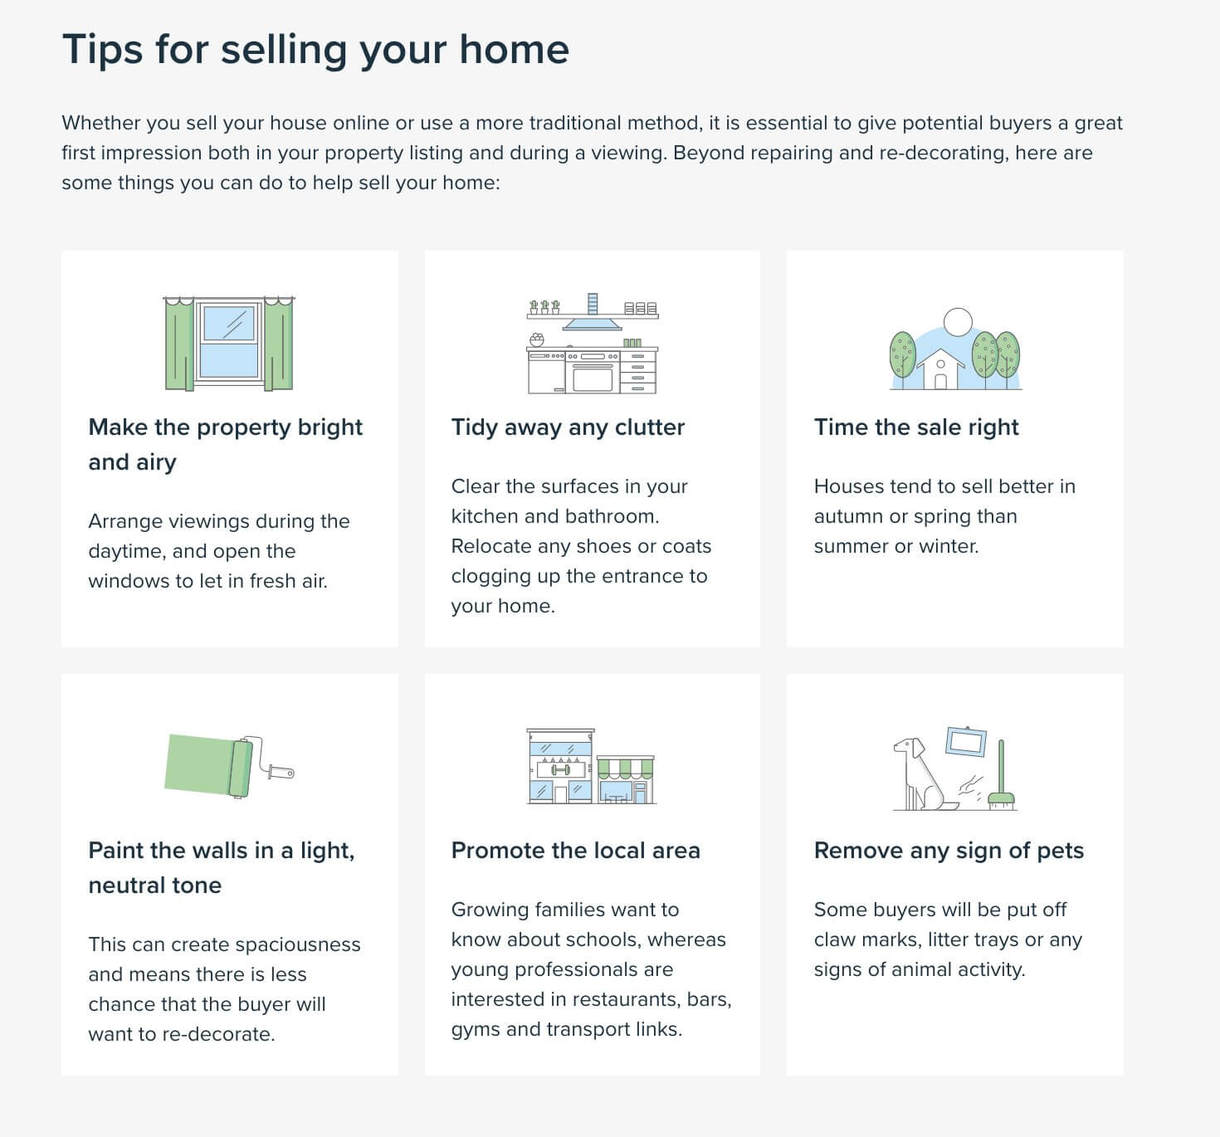 Tips for selling your home
Whether you sell your house online or use a more traditional method, it is essential to give potential buyers a great
first impression both in your property listing and during a viewing. Beyond repairing and re-decorating, here are
some things you can do to help sell your home:
Make the property bright
and airy
Arrange viewings during the
daytime, and open the
windows to let in fresh air.
Tidy away any clutter
Clear the surfaces in your
kitchen and bathroom.
Relocate any shoes or coats
clogging up the entrance to
your home.
Time the sale right
Houses tend to sell better in
autumn or spring than
summer or winter.
Paint the walls in a light,
neutral tone
This can create spaciousness
and means there is less
chance that the buyer will
want to re-decorate.
Promote the local area
Growing families want to
know about schools, whereas
young professionals are
interested in restaurants, bars,
gyms and transport links.
Remove any sign of pets
Some buyers will be put off
claw marks, litter trays or any
signs of animal activity.